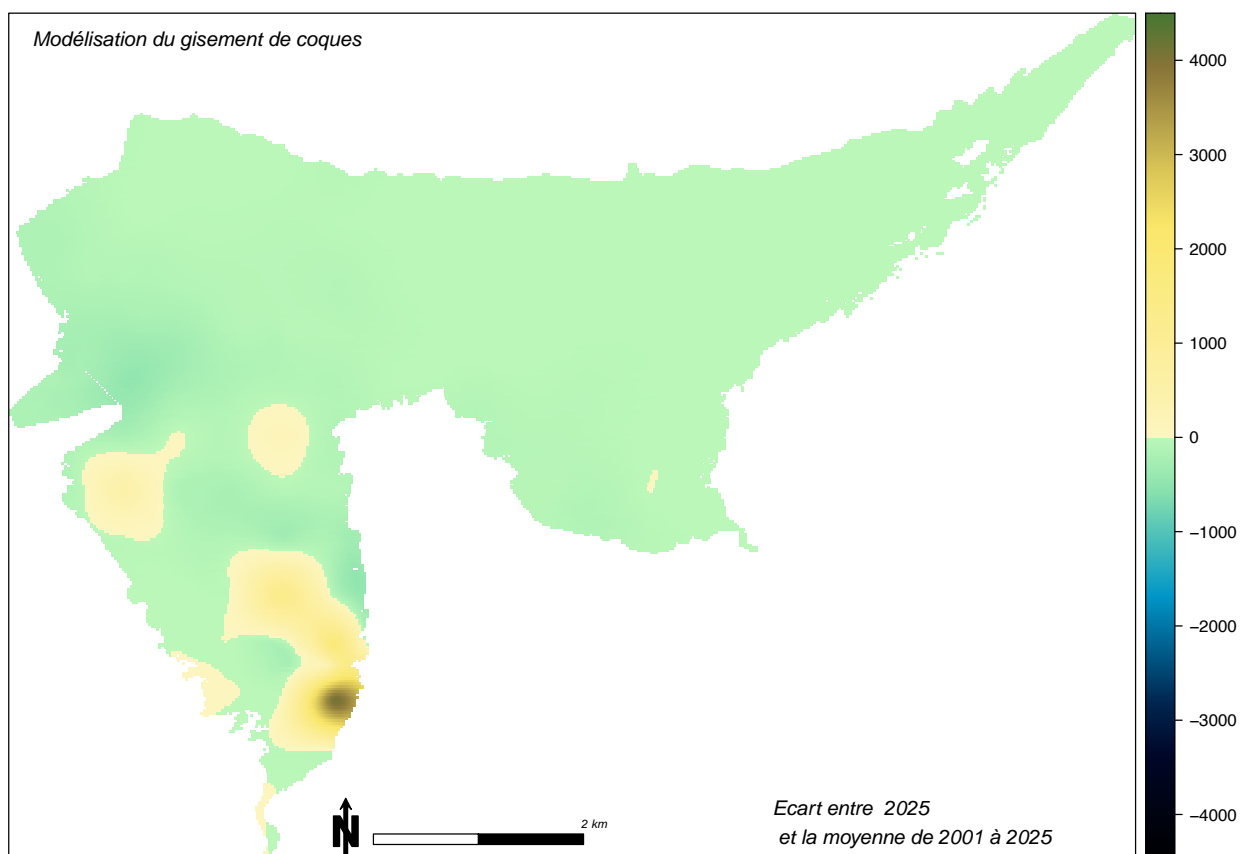 Modélisation du gisement de coques
4000
3000
2000
1000
0
−1000
−2000
−3000
−4000
N
2 km
Ecart entre 2025
et la moyenne de 2001 à 2025